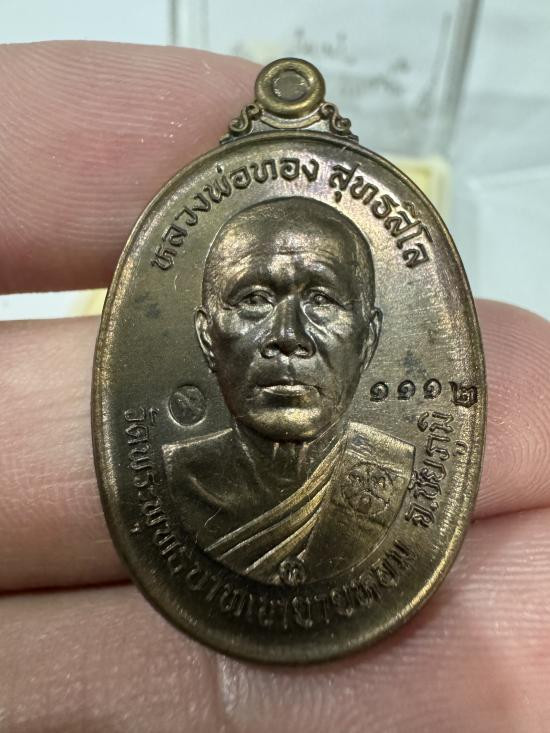 หลวงพ่อทอง สุทธสีโล
๑๑๑๒
วัดพระพุทธบาทเขายายหอม จ.ชัยภูมิ